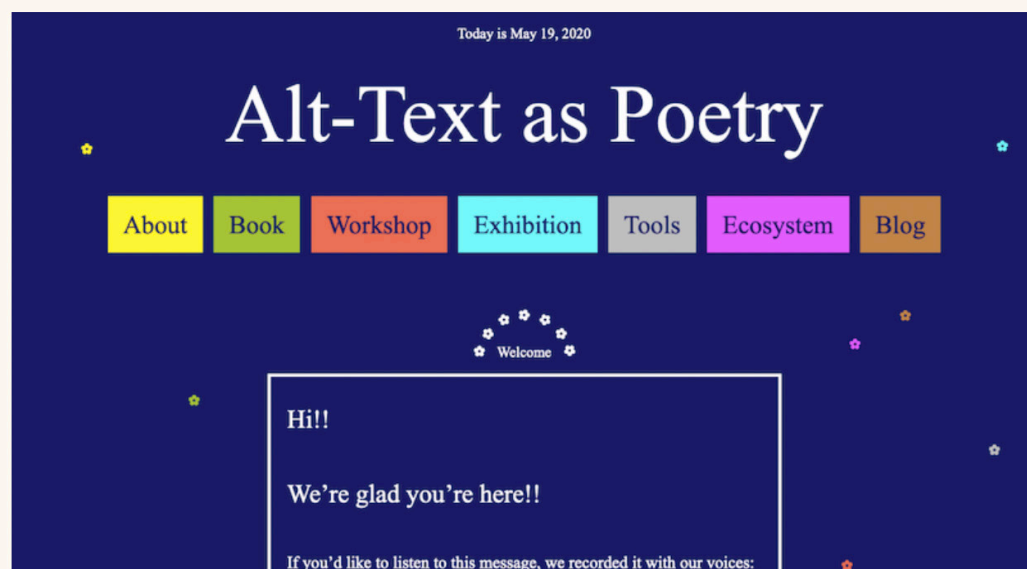 Today is May 19, 2020
Alt-Text as Poetry
About Book Workshop Exhibition Tools Ecosystem Blog
Welcome
Hi!!
We’re glad you’re here!!
If you’d like to listen to this message, we recorded it with our voices: